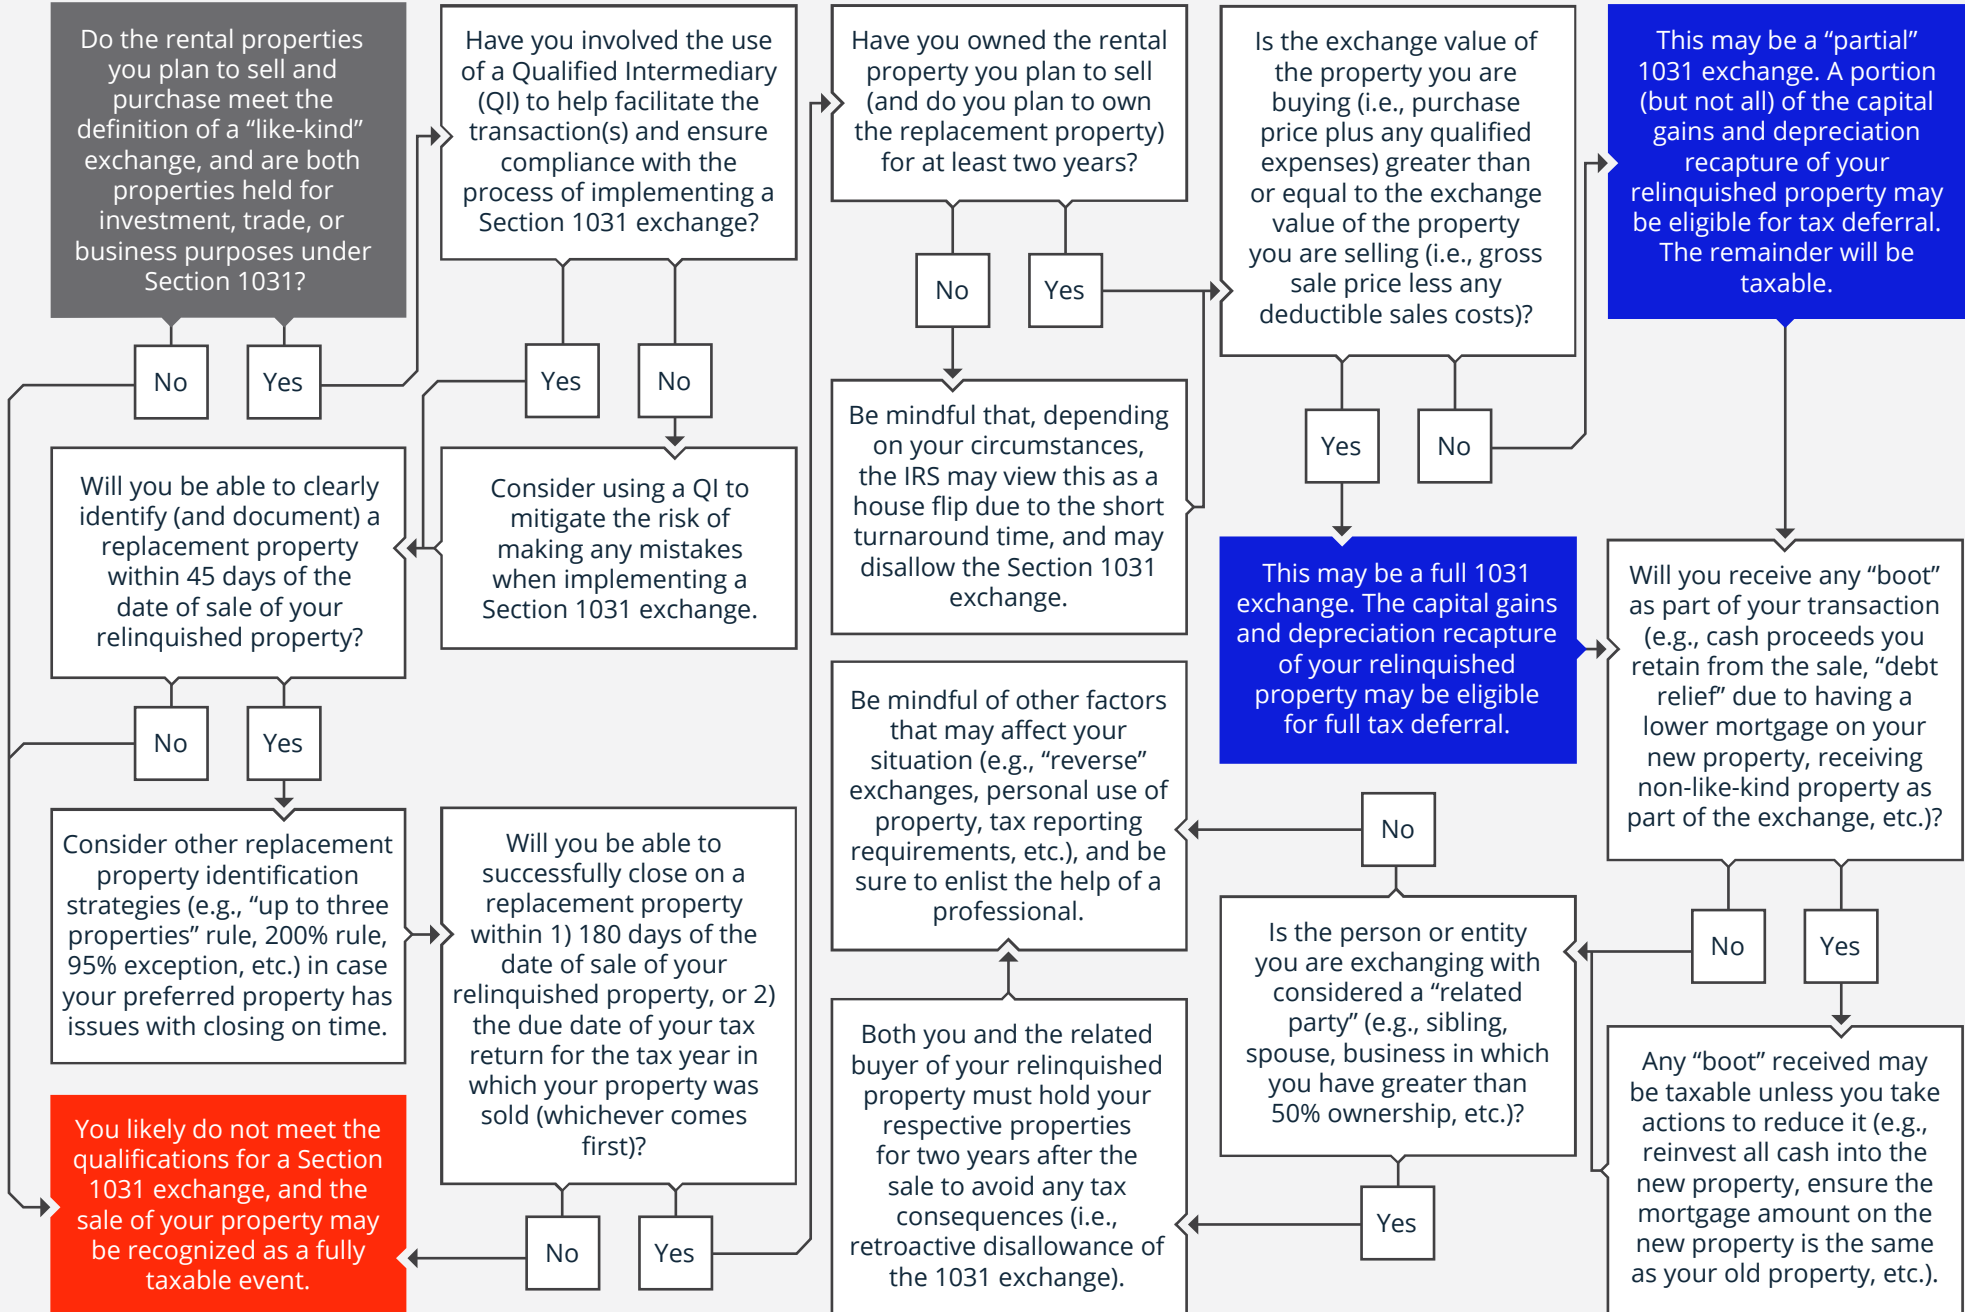 Do the rental properties
you plan to sell and
purchase meet the
definition of a “like-kind”
exchange, and are both
properties held for
investment, trade, or
business purposes under
Section 1031?
No
Yes
Have you involved the use
of a Qualified Intermediary
(QI) to help facilitate the
transaction(s) and ensure
compliance with the
process of implementing a
Section 1031 exchange?
Yes
No
Consider using a QI to
mitigate the risk of
making any mistakes
when implementing a
Section 1031 exchange.
Will you be able to clearly
identify (and document) a
replacement property
within 45 days of the
date of sale of your
relinquished property?
No
Yes
Consider other replacement
property identification
strategies (e.g., “up to three
properties” rule, 200% rule,
95% exception, etc.) in case
your preferred property has
issues with closing on time.
Will you be able to
successfully close on a
replacement property
within 1) 180 days of the
date of sale of your
relinquished property, or 2)
the due date of your tax
return for the tax year in
which your property was
sold (whichever comes
first)?
No
Yes
You likely do not meet the
qualifications for a Section
1031 exchange, and the
sale of your property may
be recognized as a fully
taxable event.
Have you owned the rental
property you plan to sell
(and do you plan to own
the replacement property)
for at least two years?
No
Yes
Be mindful that, depending
on your circumstances,
the IRS may view this as a
house flip due to the short
turnaround time, and may
disallow the Section 1031
exchange.
Is the exchange value of
the property you are
buying (i.e., purchase
price plus any qualified
expenses) greater than
or equal to the exchange
value of the property
you are selling (i.e., gross
sale price less any
deductible sales costs)?
Yes
No
This may be a full 1031
exchange. The capital gains
and depreciation recapture
of your relinquished
property may be eligible
for full tax deferral.
This may be a “partial”
1031 exchange. A portion
(but not all) of the capital
gains and depreciation
recapture of your
relinquished property may
be eligible for tax deferral.
The remainder will be
taxable.
Will you receive any “boot”
as part of your transaction
(e.g., cash proceeds you
retain from the sale, “debt
relief” due to having a
lower mortgage on your
new property, receiving
non-like-kind property as
part of the exchange, etc.)?
No
Yes
Any “boot” received may
be taxable unless you take
actions to reduce it (e.g.,
reinvest all cash into the
new property, ensure the
mortgage amount on the
new property is the same
as your old property, etc.).
Is the person or entity
you are exchanging with
considered a “related
party” (e.g., sibling,
spouse, business in which
you have greater than
50% ownership, etc.)?
No
Yes
Both you and the related
buyer of your relinquished
property must hold your
respective properties
for two years after the
sale to avoid any tax
consequences (i.e.,
retroactive disallowance of
the 1031 exchange).
Be mindful of other factors
that may affect your
situation (e.g., “reverse”
exchanges, personal use of
property, tax reporting
requirements, etc.), and be
sure to enlist the help of a
professional.